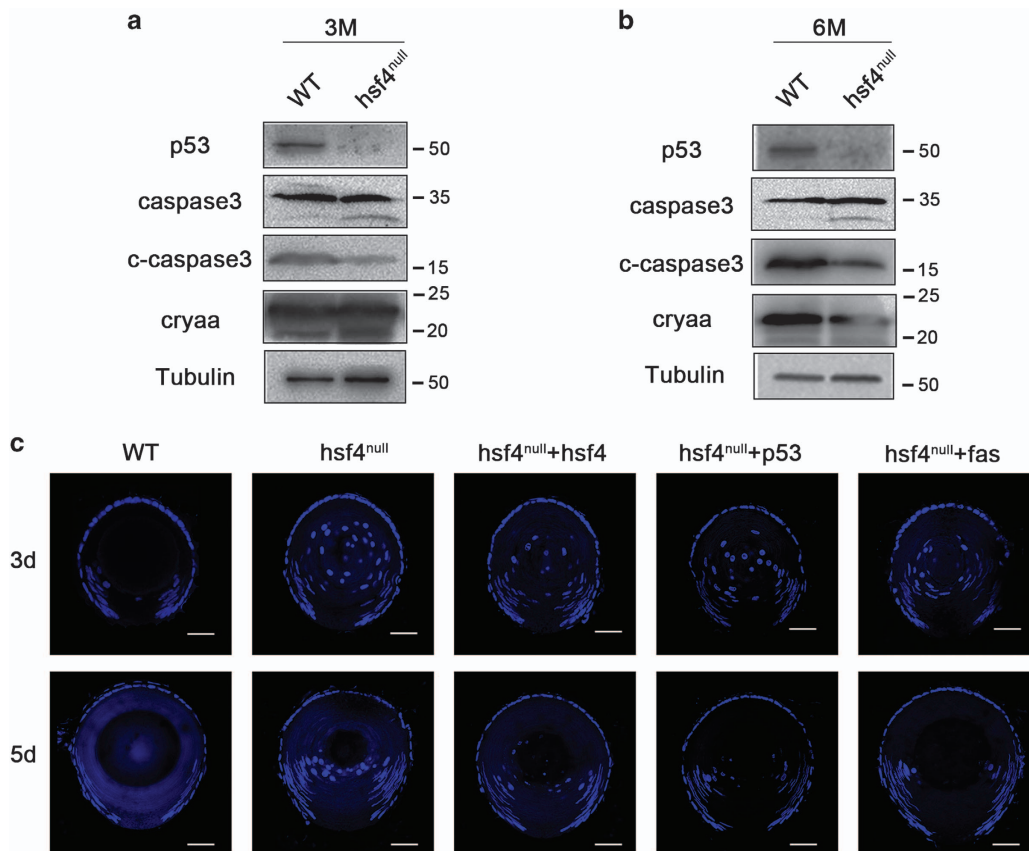 a
3M
WT hsf4null
p53
50
caspase3
35
c-caspase3
15
cryaa
25
20
Tubulin
50
b
6M
WT hsf4null
p53
50
caspase3
35
c-caspase3
15
cryaa
25
20
Tubulin
50
c
WT hsf4null hsf4null+hsf4 hsf4null+p53 hsf4null+fas
3d
5d